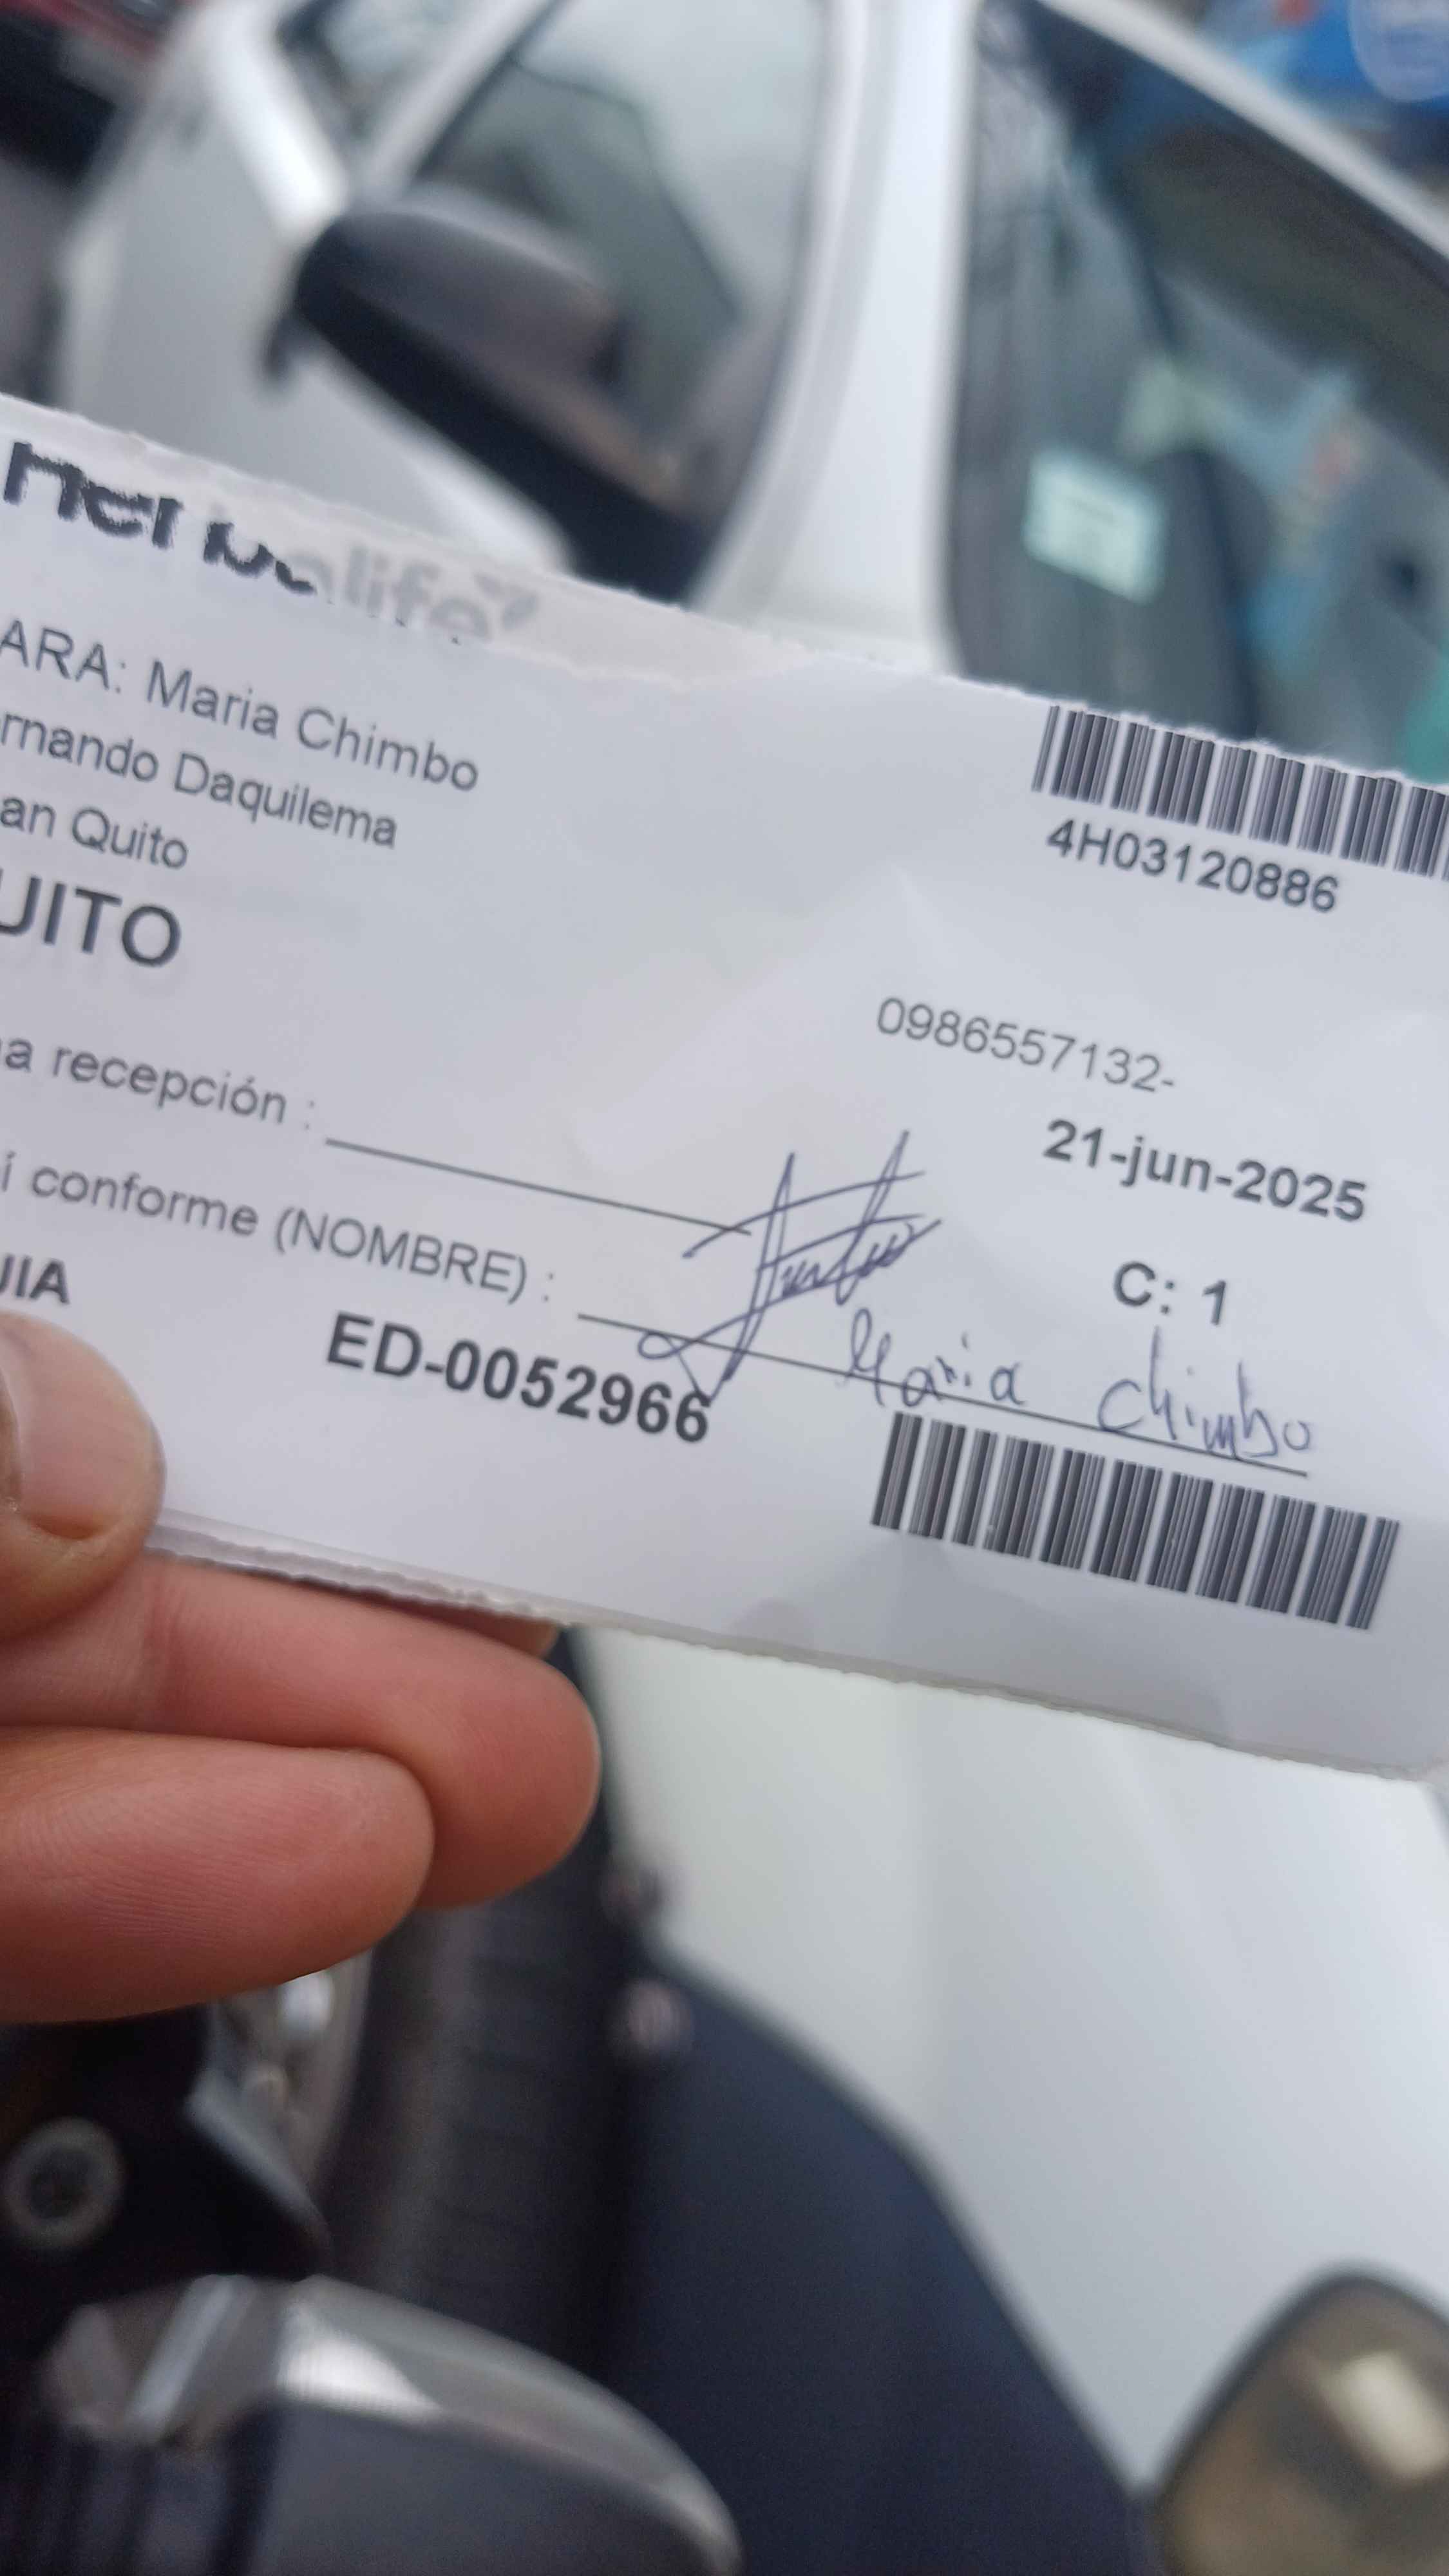 Herbalife
ARA: Maria Chimbo
rnando Daquilema
an Quito
UITO
4H03120886
0986557132-
21-jun-2025
a recepción :
í conforme (NOMBRE) :
C: 1
Maria Chimbo
UIA
ED-0052966